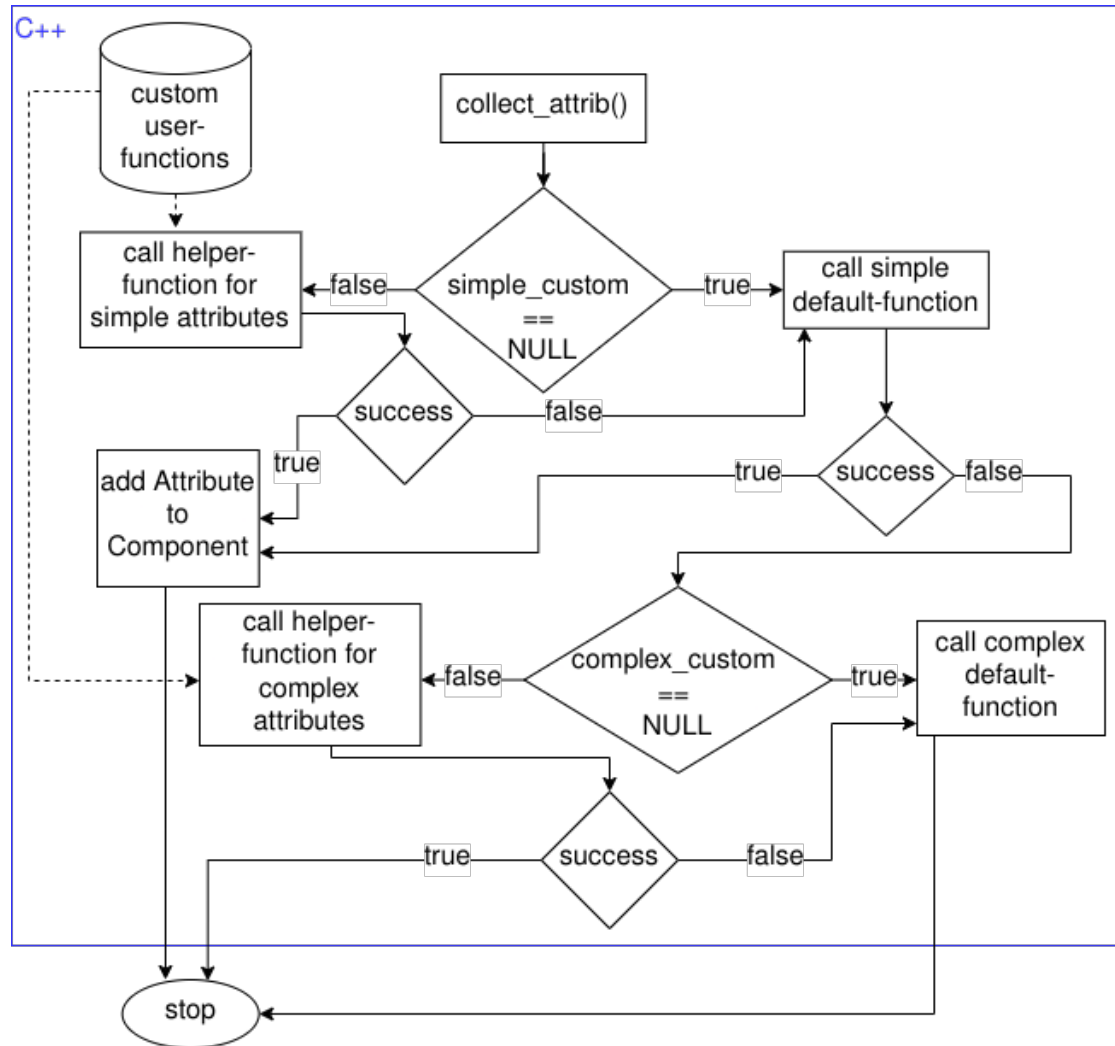 C++
custom
user-
functions
collect_attrib()
call helper-
function for
simple attributes
false
simple_custom
==
NULL
true
call simple
default-function
success
false
true
add Attribute
to
Component
true
success
false
call helper-
function for
complex
attributes
false
complex_custom
==
NULL
true
call complex
default-
function
true
success
false
stop